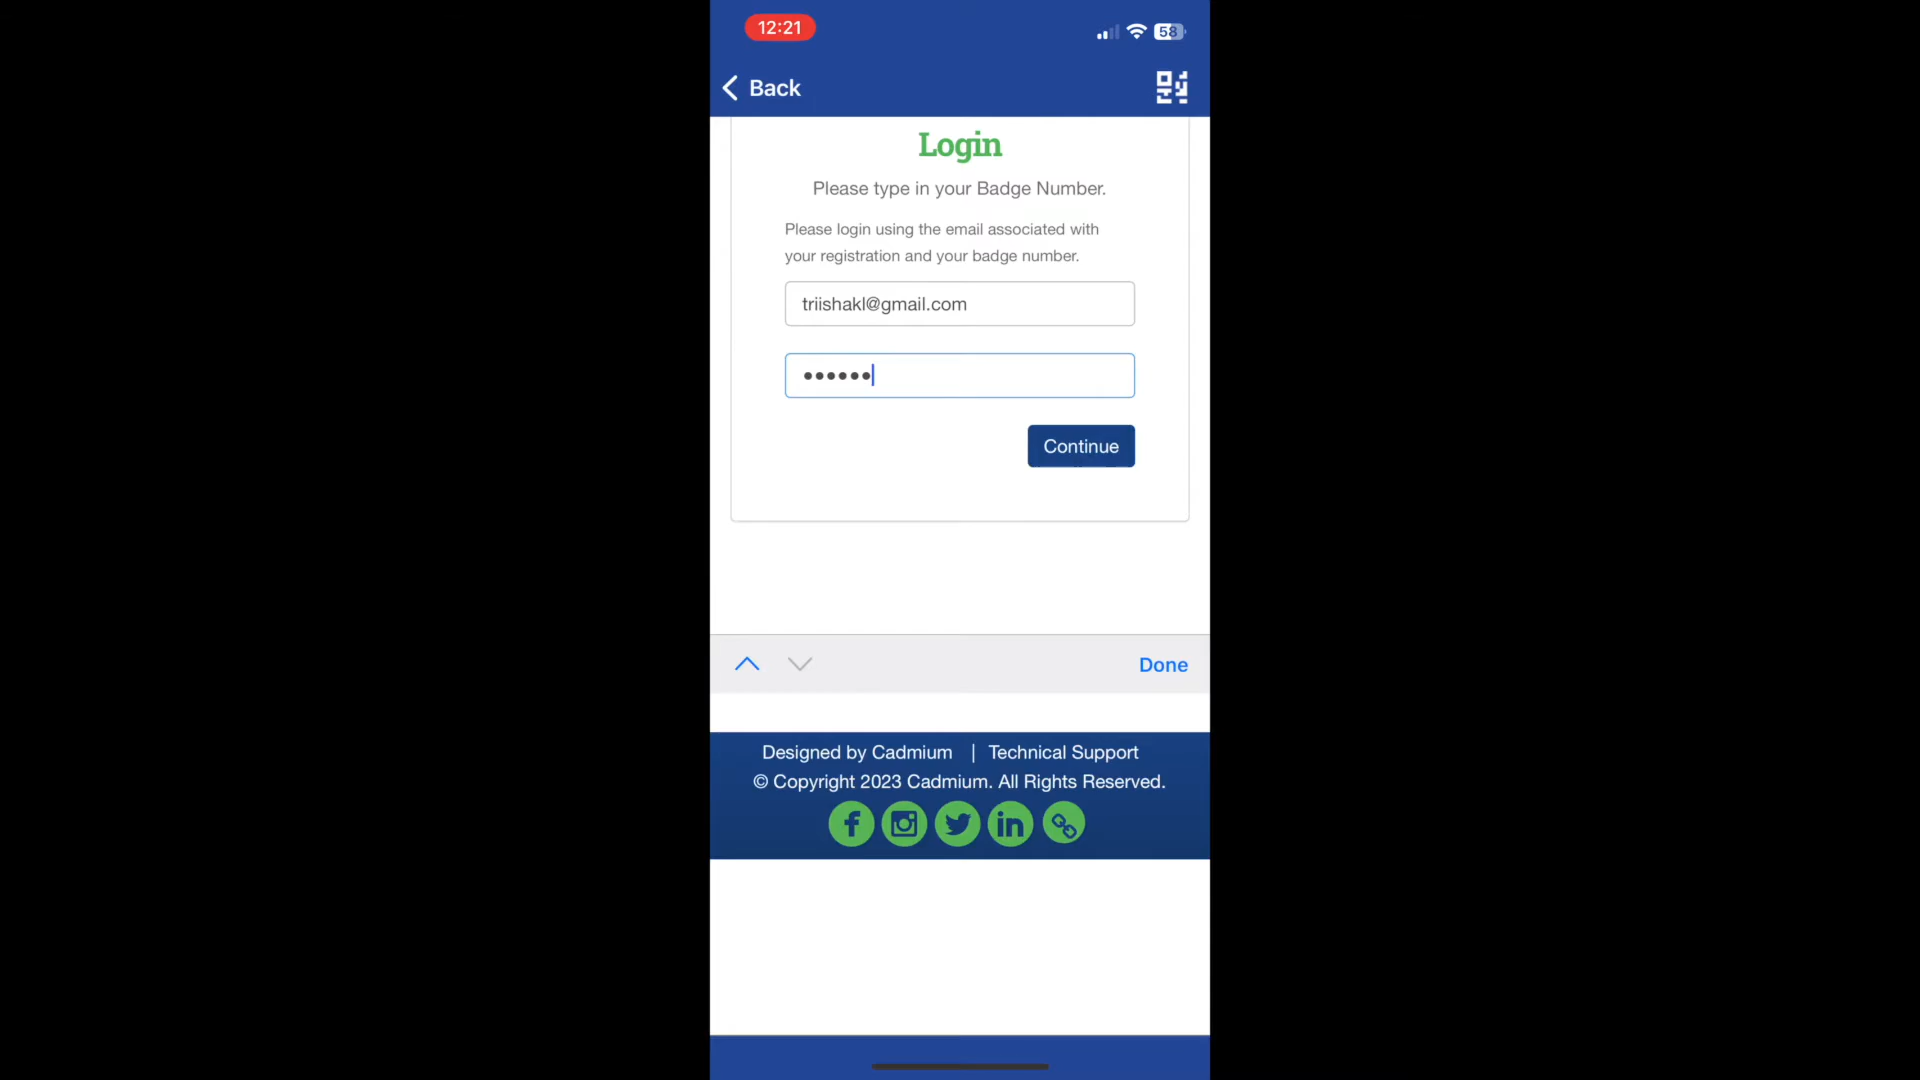 12:21
58
Back
Login
Please type in your Badge Number.
Please login using the email associated with
your registration and your badge number.
triishakl@gmail.com
••••••
Continue
Done
Designed by Cadmium | Technical Support
© Copyright 2023 Cadmium. All Rights Reserved.